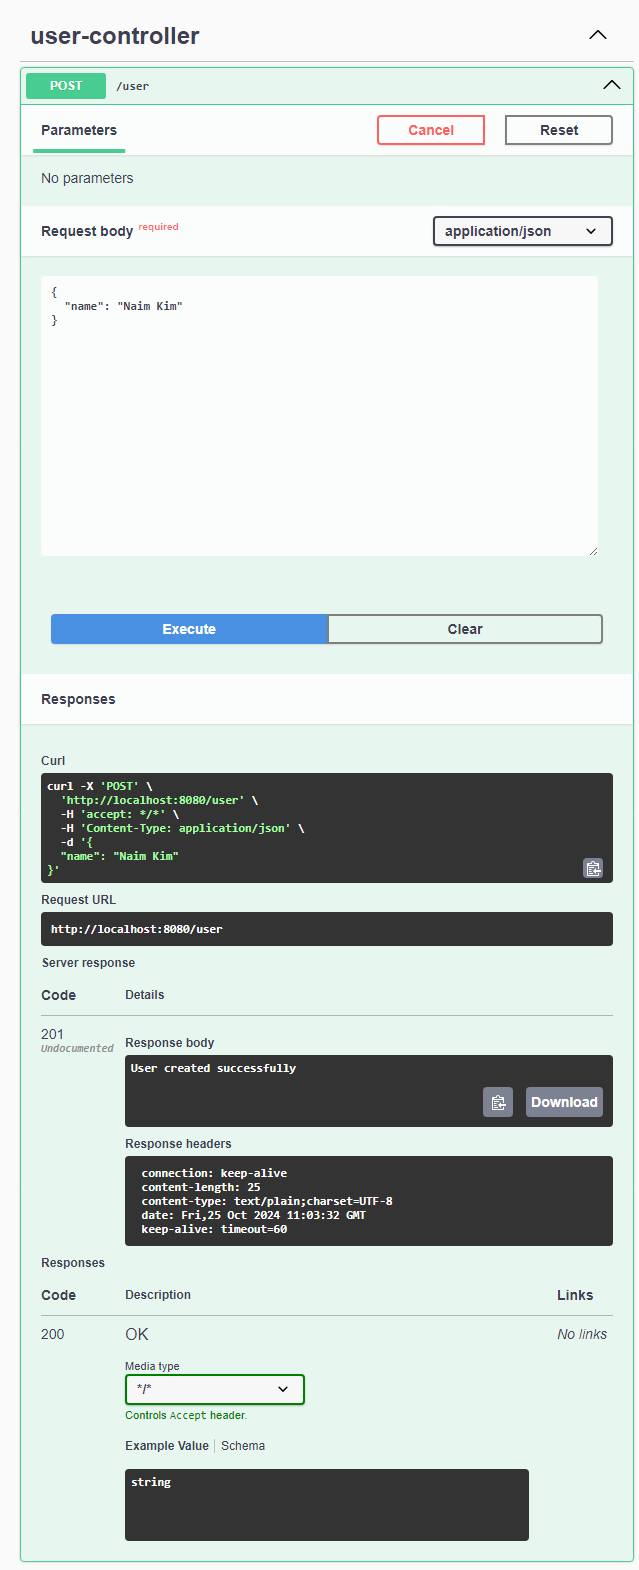 user-controller
POST /user
Parameters Cancel Reset
No parameters
Request body required application/json
{
  "name": "Naim Kim"
}
Execute Clear
Responses
Curl
curl -X 'POST' \
  'http://localhost:8080/user' \
  -H 'accept: */*' \
  -H 'Content-Type: application/json' \
  -d '{
  "name": "Naim Kim"
}'
Request URL
http://localhost:8080/user
Server response
Code Details
201
Undocumented
Response body
User created successfully
Download
Response headers
connection: keep-alive
content-length: 25
content-type: text/plain;charset=UTF-8
date: Fri,25 Oct 2024 11:03:32 GMT
keep-alive: timeout=60
Responses
Code Description Links
200 OK No links
Media type
*/*
Controls Accept header.
Example Value Schema
string